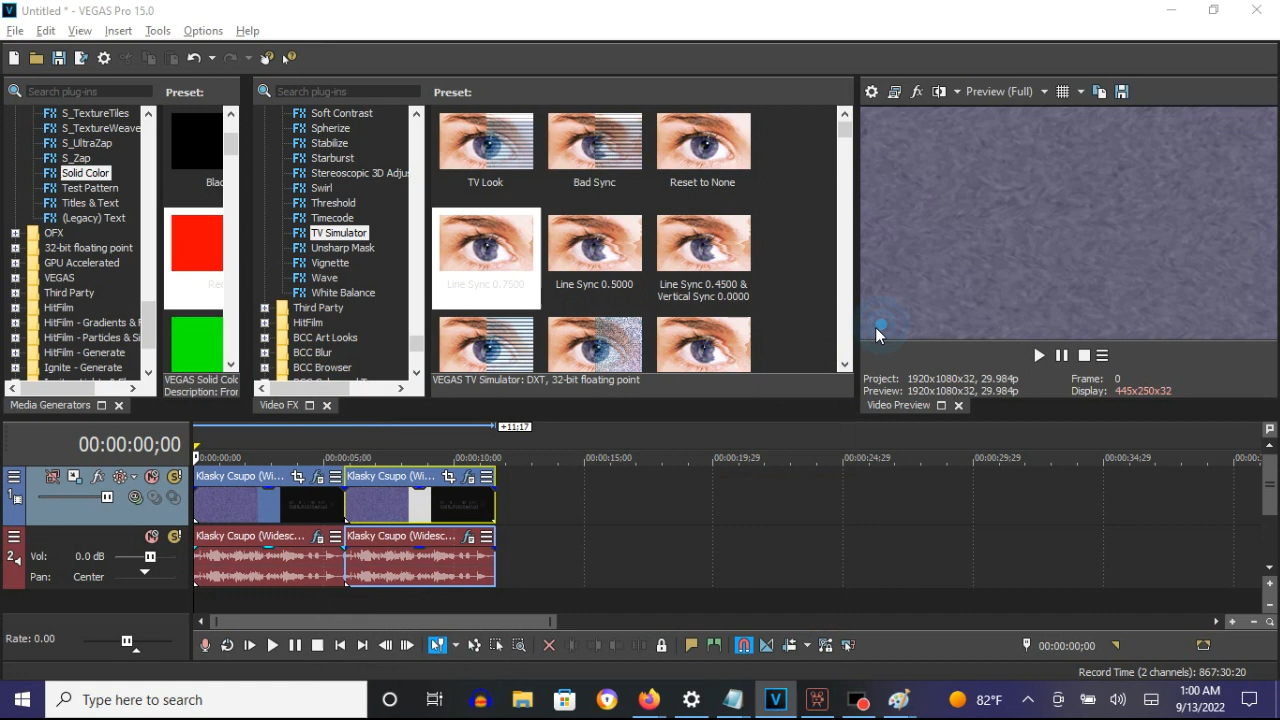 Untitled * - VEGAS Pro 15.0
File Edit View Insert Tools Options Help
Search plug-ins
Preset:
Search plug-ins
Preset:
Preview (Full)
S_TextureTiles
S_TextureWeave
S_UltraZap
S_Zap
Solid Color
Test Pattern
Titles & Text
(Legacy) Text
OFX
32-bit floating point
GPU Accelerated
VEGAS
Third Party
HitFilm
HitFilm - Gradients & F
HitFilm - Particles & Si
HitFilm - Generate
Ignite - Generate
Blac
Re
VEGAS Solid Colo
Description: Fron
Media Generators
Soft Contrast
Spherize
Stabilize
Starburst
Stereoscopic 3D Adjus
Swirl
Threshold
Timecode
TV Simulator
Unsharp Mask
Vignette
Wave
White Balance
Third Party
HitFilm
BCC Art Looks
BCC Blur
BCC Browser
TV Look
Bad Sync
Reset to None
Line Sync 0.7500
Line Sync 0.5000
Line Sync 0.4500 &
Vertical Sync 0.0000
VEGAS TV Simulator: DXT, 32-bit floating point
Video FX
Project: 1920x1080x32, 29.984p
Preview: 1920x1080x32, 29.984p
Frame: 0
Display: 445x250x32
Video Preview
00:00:00;00
+11;17
00:00:00;00
00:00:05;00
00:00:10;00
00:00:15;00
00:00:19;29
00:00:24;29
00:00:29;29
00:00:34;29
00:00:
1
Klasky Csupo (Wi...
Klasky Csupo (Wi...
2
Vol: 0.0 dB
Pan: Center
Klasky Csupo (Widesc...
Klasky Csupo (Widesc...
Rate: 0.00
00:00:00;00
Record Time (2 channels): 867:30:20
Type here to search
82°F
1:00 AM
9/13/2022